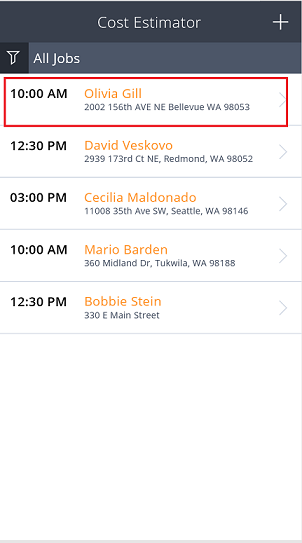 Cost Estimator
All Jobs
10:00 AM Olivia Gill
2002 156th AVE NE Bellevue WA 98053
12:30 PM David Veskovo
2939 173rd Ct NE, Redmond, WA 98052
03:00 PM Cecilia Maldonado
11008 35th Ave SW, Seattle, WA 98146
10:00 AM Mario Barden
360 Midland Dr, Tukwila, WA 98188
12:30 PM Bobbie Stein
330 E Main Street